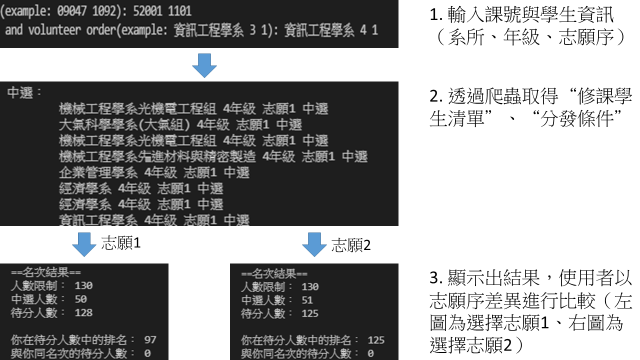 (example: 09047 1092): 52001 1101
and volunteer order(example: 資訊工程學系 3 1): 資訊工程學系 4 1
1. 輸入課號與學生資訊
（系所、年級、志願序）
中選：
機械工程學系光機電工程組 4年級 志願1 中選
大氣科學學系(大氣組) 4年級 志願1 中選
機械工程學系光機電工程組 4年級 志願1 中選
機械工程學系先進材料與精密製造 4年級 志願1 中選
企業管理學系 4年級 志願1 中選
經濟學系 4年級 志願1 中選
經濟學系 4年級 志願1 中選
資訊工程學系 4年級 志願1 中選
2. 透過爬蟲取得“修課學
生清單”、“分發條件”
志願1
志願2
==名次結果==
人數限制： 130
中選人數： 50
待分人數： 128
你在待分人數中的排名： 97
與你同名次的人數： 0
==名次結果==
人數限制： 130
中選人數： 51
待分人數： 125
你在待分人數中的排名： 125
與你同名次的人數： 0
3. 顯示出結果，使用者以
志願序差異進行比較（左
圖為選擇志願1、右圖為
選擇志願2）